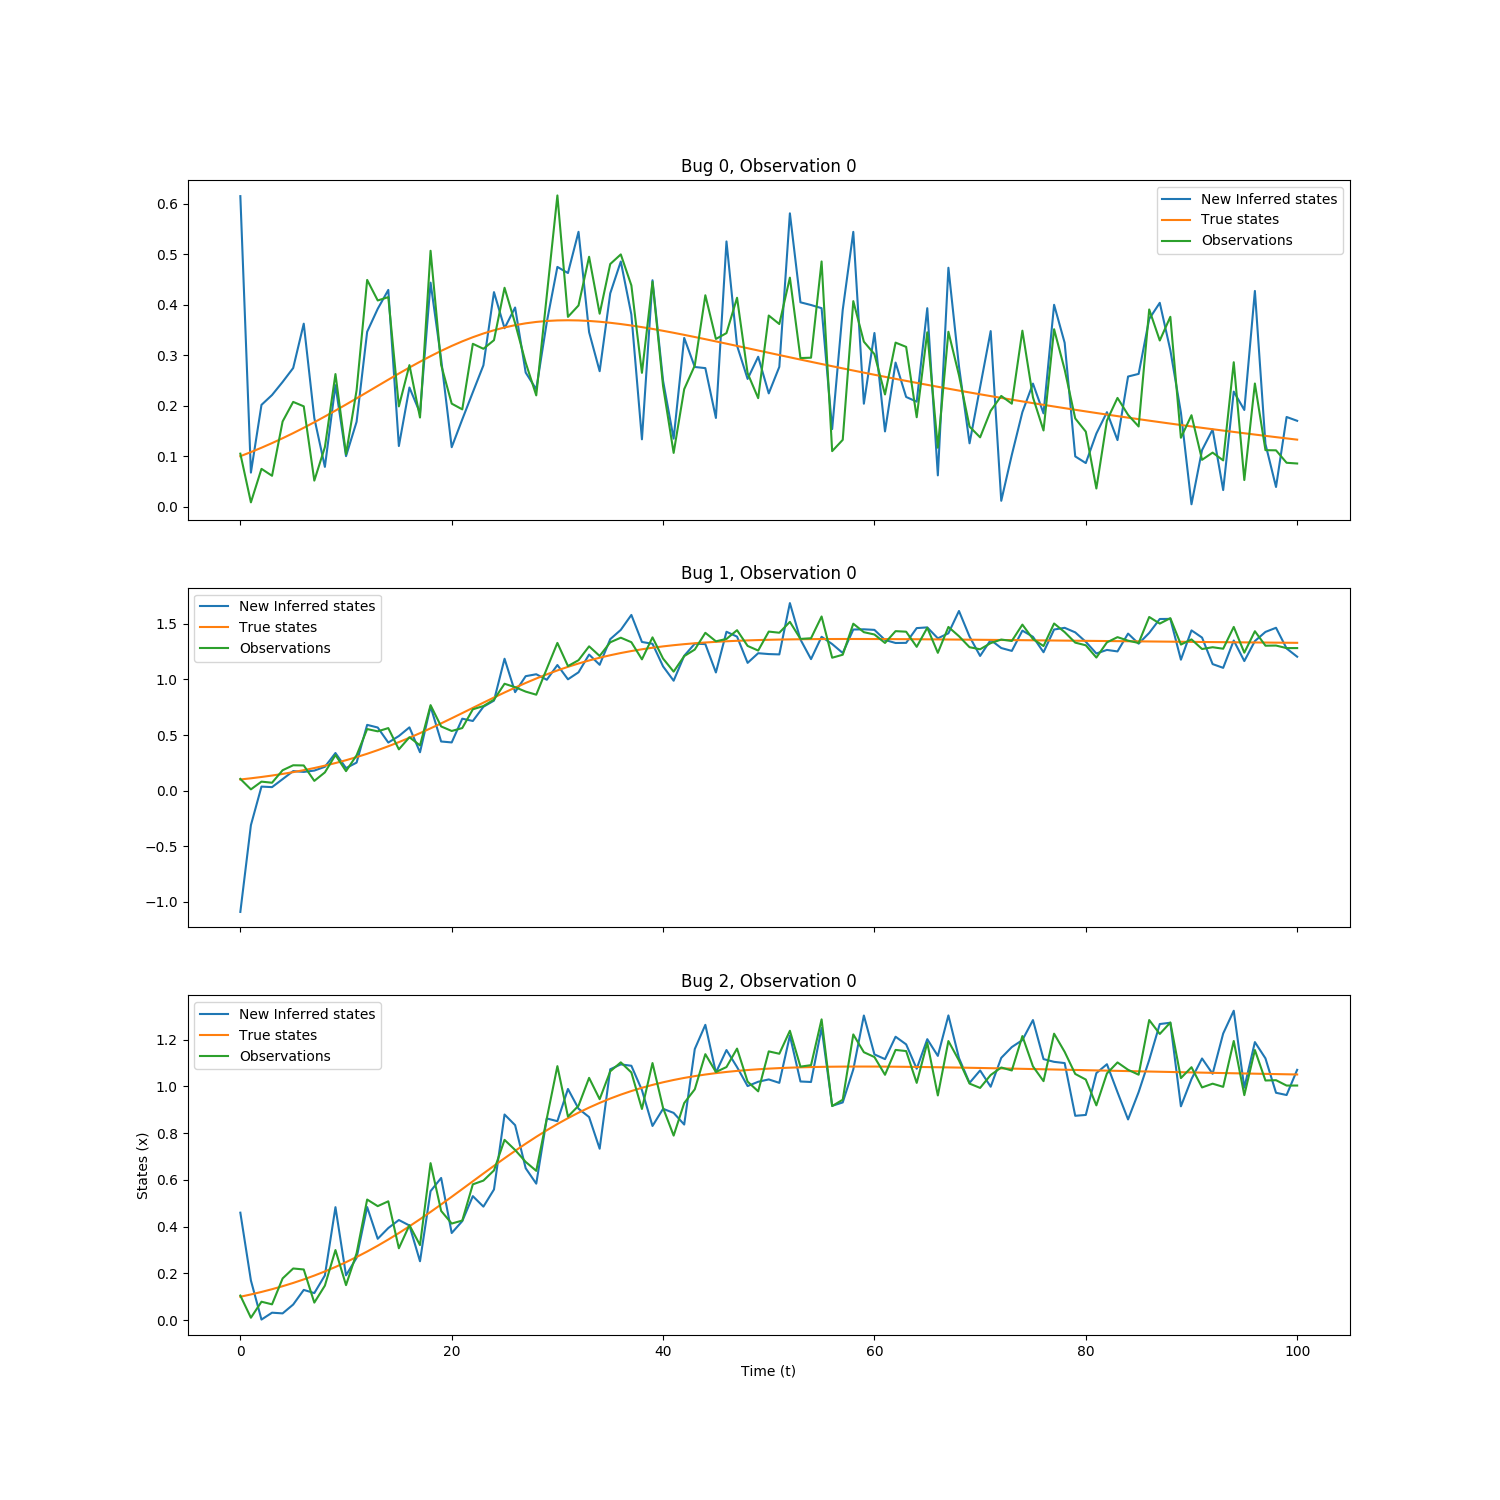 Bug 0, Observation 0
New Inferred states
True states
Observations
0.6
0.5
0.4
0.3
0.2
0.1
0.0
Bug 1, Observation 0
New Inferred states
True states
Observations
1.5
1.0
0.5
0.0
−0.5
−1.0
Bug 2, Observation 0
New Inferred states
True states
Observations
1.2
1.0
0.8
0.6
0.4
0.2
0.0
States (x)
0 20 40 60 80 100
Time (t)